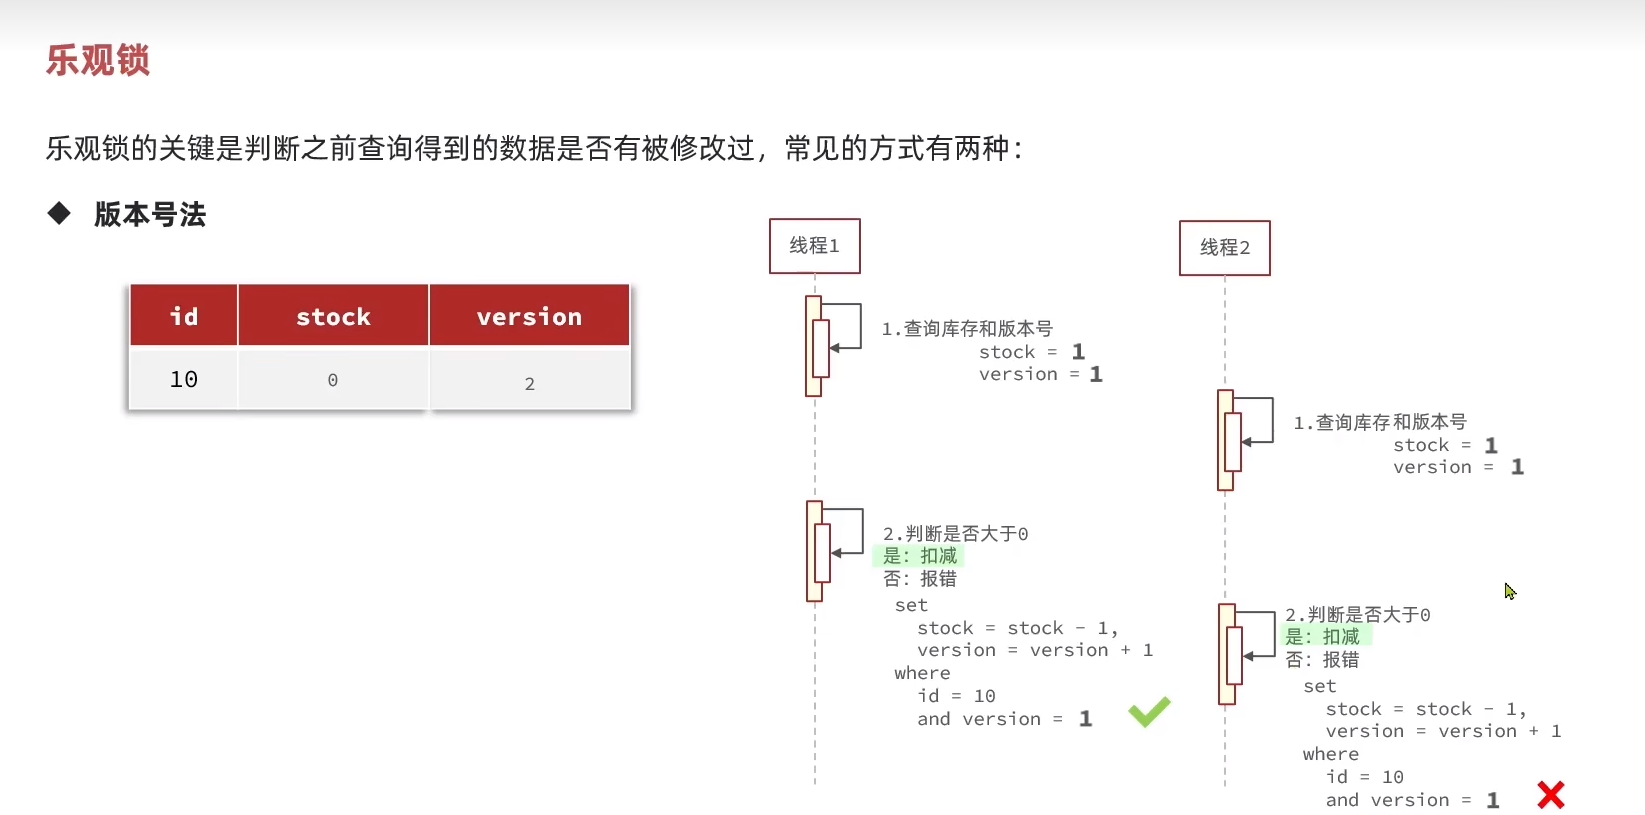 乐观锁
乐观锁的关键是判断之前查询得到的数据是否有被修改过，常见的方式有两种：
◆ 版本号法
id stock version
10 0 2
线程1
1.查询库存和版本号
stock = 1
version = 1
2.判断是否大于0
是：扣减
否：报错
set
stock = stock - 1,
version = version + 1
where
id = 10
and version = 1
线程2
1.查询库存和版本号
stock = 1
version = 1
2.判断是否大于0
是：扣减
否：报错
set
stock = stock - 1,
version = version + 1
where
id = 10
and version = 1